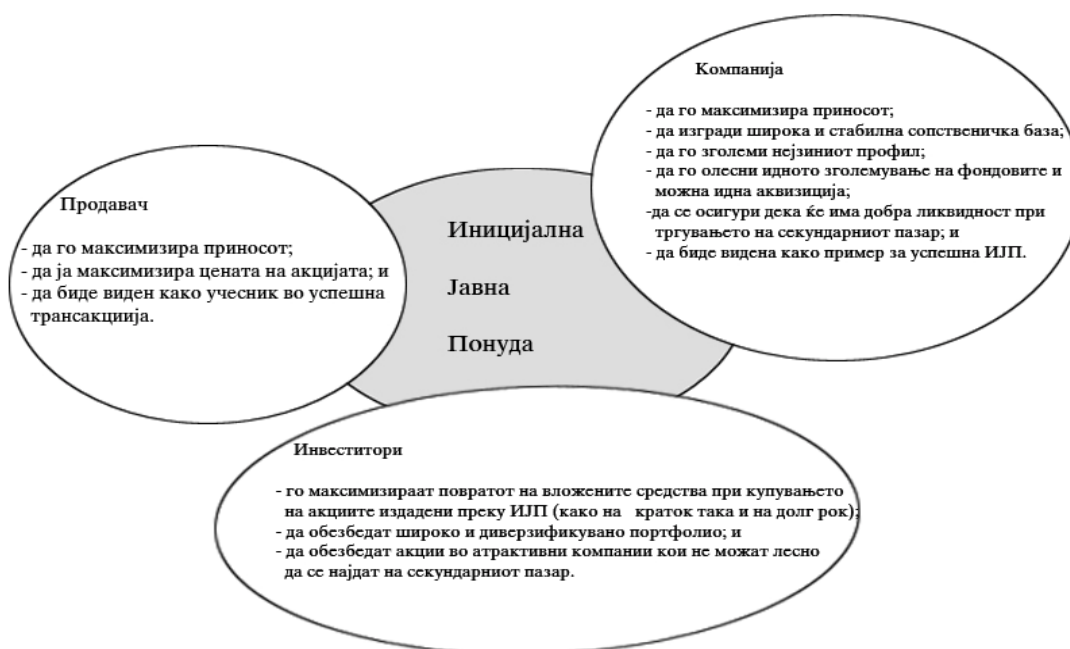 Компанија
- да го максимизира приносот;
- да изгради широка и стабилна сопственичка база;
- да го зголеми нејзиниот профил;
- да го олесни идното зголемување на фондовите и
можна идна аквизиција;
-да се осигури дека ќе има добра ликвидност при
тргувањето на секундарниот пазар; и
- да биде видена како пример за успешна ИЈП.
Продавач
- да го максимизира приносот;
- да ја максимизира цената на акцијата; и
- да биде виден како учесник во успешна
трансакциија.
Иницијална
Јавна
Понуда
Инвеститори
- го максимизираат повратот на вложените средства при купувањето
на акциите издадени преку ИЈП (како на краток така и на долг рок);
- да обезбедат широко и диверзификувано портфолио; и
- да обезбедат акции во атрактивни компании кои не можат лесно
да се најдат на секундарниот пазар.